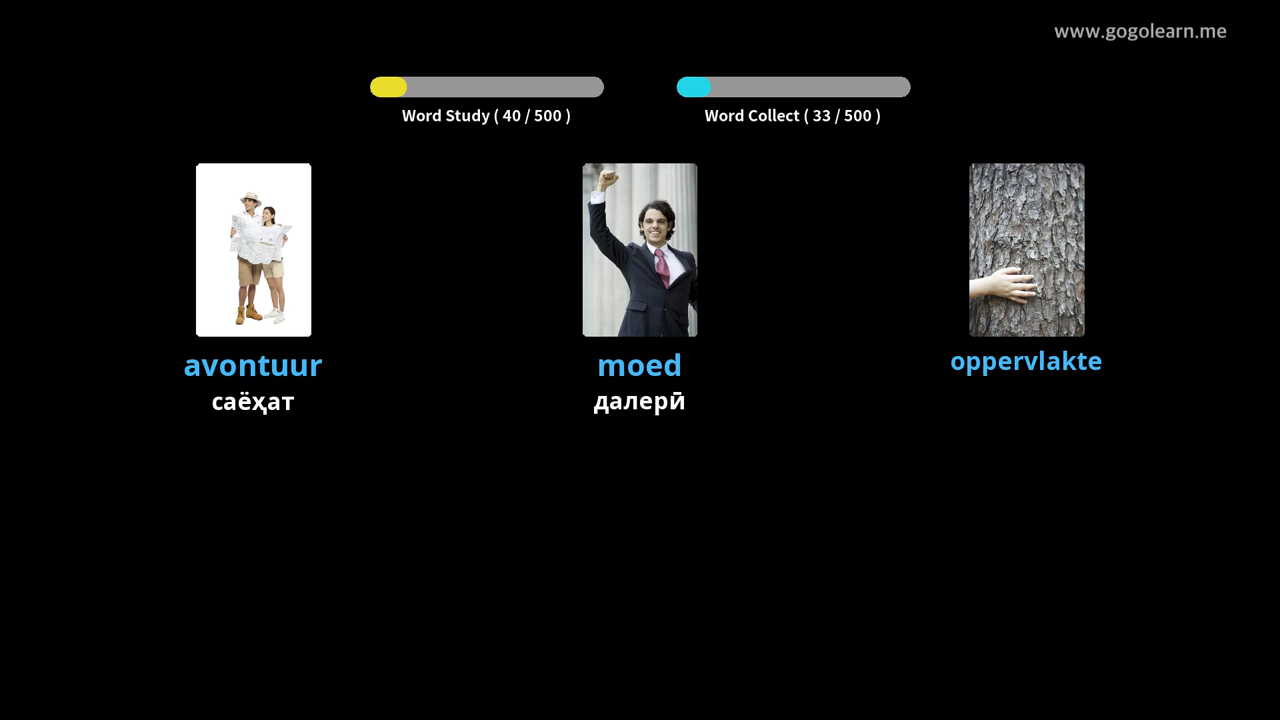 www.gogolearn.me
Word Study ( 40 / 500 )
Word Collect ( 33 / 500 )
avontuur
саёҳат
moed
далерӣ
oppervlakte